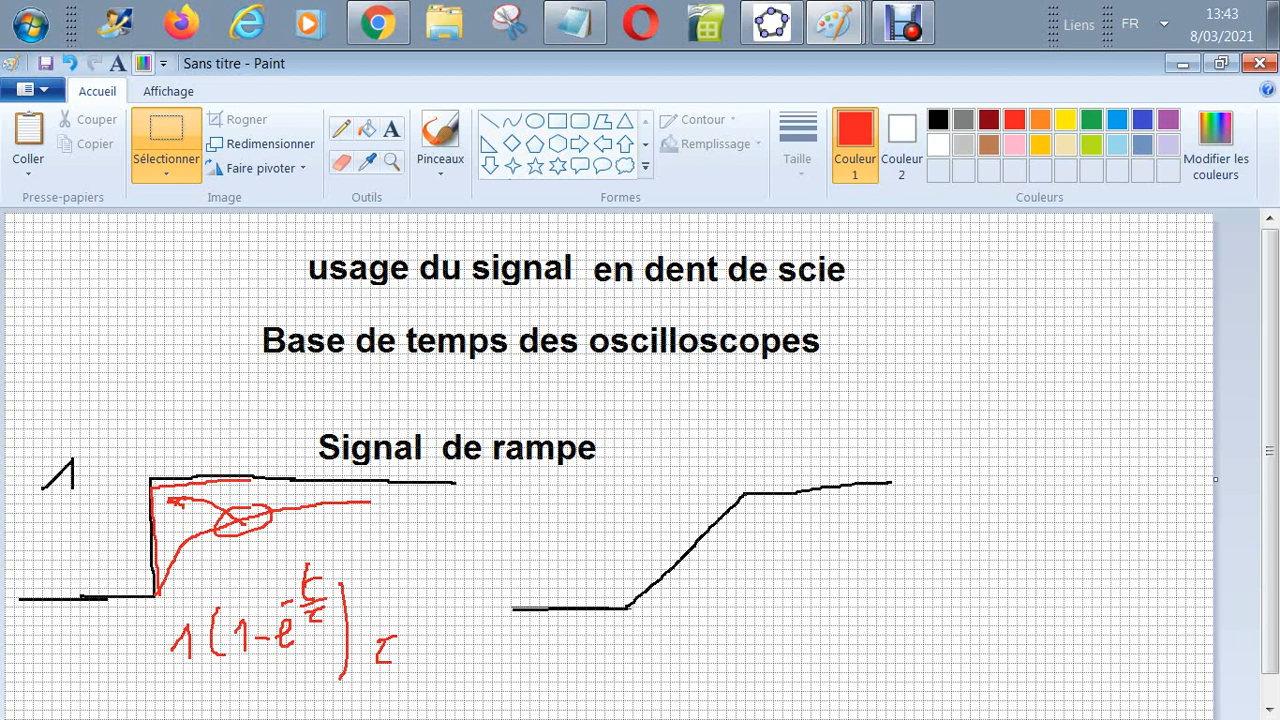 13:43
Liens FR
8/03/2021
Sans titre - Paint
Accueil Affichage
Coller
Couper
Copier
Presse-papiers
Sélectionner
Rogner
Redimensionner
Faire pivoter
Image
Outils
Pinceaux
Formes
Contour
Remplissage
Taille
Couleur 1
Couleur 2
Modifier les couleurs
Couleurs
usage du signal en dent de scie
Base de temps des oscilloscopes
Signal de rampe
1
1(1-e^-t/τ) τ